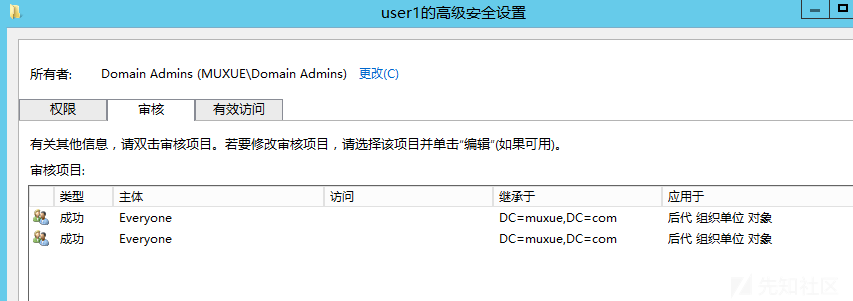 user1的高级安全设置
所有者: Domain Admins (MUXUE\Domain Admins) 更改(C)
权限 审核 有效访问
有关其他信息，请双击审核项目。若要修改审核项目，请选择该项目并单击"编辑"(如果可用)。
审核项目:
类型 主体 访问 继承于 应用于
成功 Everyone DC=muxue,DC=com 后代 组织单位 对象
成功 Everyone DC=muxue,DC=com 后代 组织单位 对象
先知社区